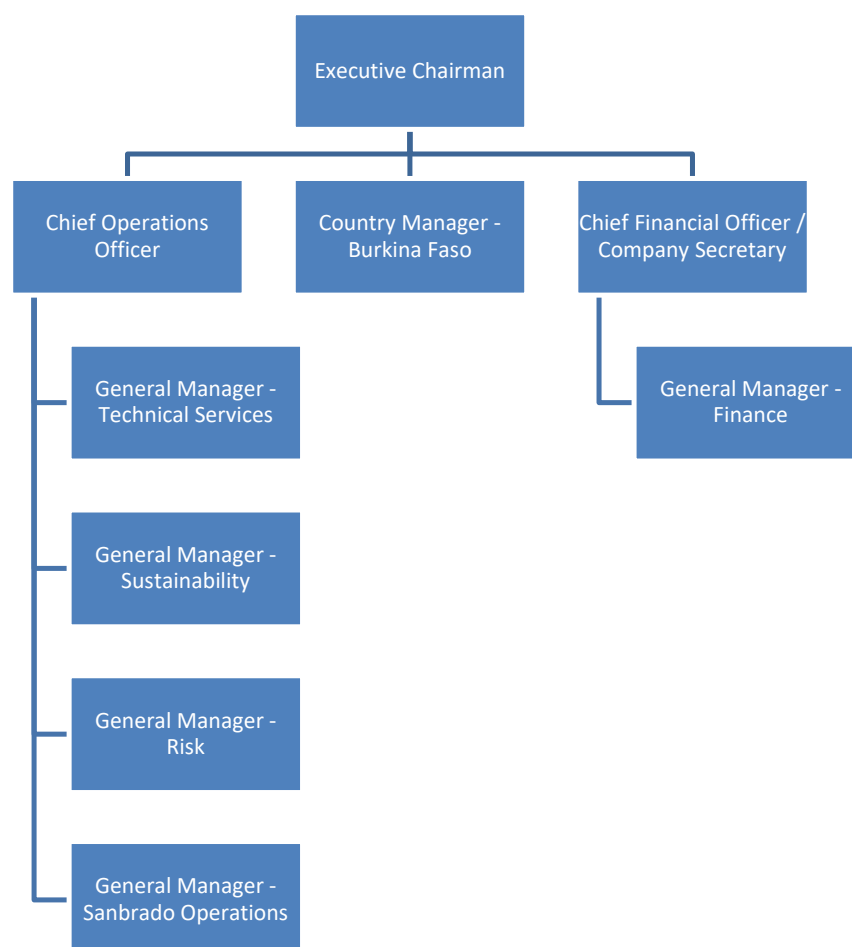 Executive Chairman
Chief Operations
Officer
Country Manager -
Burkina Faso
Chief Financial Officer /
Company Secretary
General Manager -
Technical Services
General Manager -
Finance
General Manager -
Sustainability
General Manager -
Risk
General Manager -
Sanbrado Operations